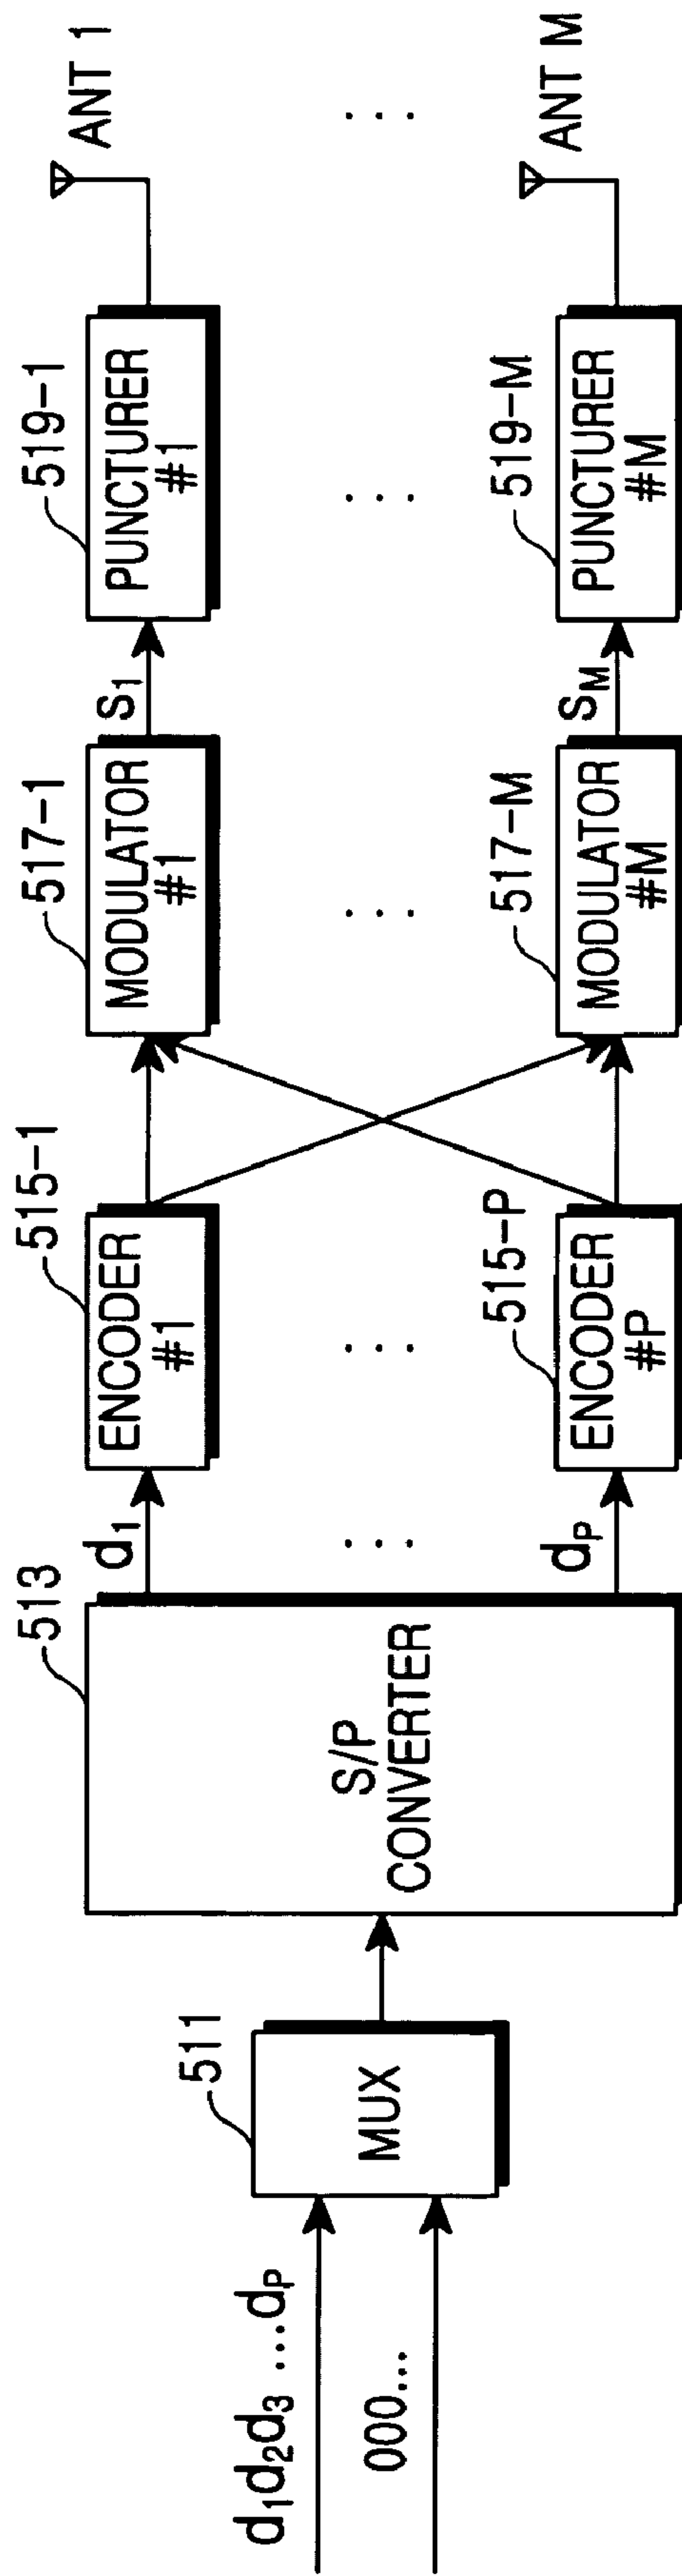 d1d2d3 ...dP
000...
511
MUX
513
S/P
CONVERTER
d1
...
dP
515-1
ENCODER
#1
...
515-P
ENCODER
#P
517-1
MODULATOR
#1
...
517-M
MODULATOR
#M
S1
SM
519-1
PUNCTURER
#1
...
519-M
PUNCTURER
#M
ANT 1
...
ANT M